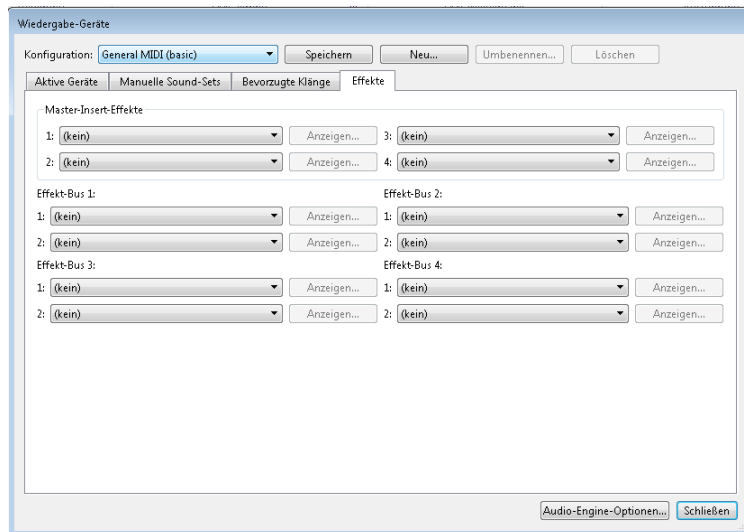 Wiedergabe-Geräte
Konfiguration: General MIDI (basic) Speichern Neu... Umbenennen... Löschen
Aktive Geräte Manuelle Sound-Sets Bevorzugte Klänge Effekte
Master-Insert-Effekte
1: (kein) Anzeigen... 3: (kein) Anzeigen...
2: (kein) Anzeigen... 4: (kein) Anzeigen...
Effekt-Bus 1: Effekt-Bus 2:
1: (kein) Anzeigen... 1: (kein) Anzeigen...
2: (kein) Anzeigen... 2: (kein) Anzeigen...
Effekt-Bus 3: Effekt-Bus 4:
1: (kein) Anzeigen... 1: (kein) Anzeigen...
2: (kein) Anzeigen... 2: (kein) Anzeigen...
Audio-Engine-Optionen... Schließen